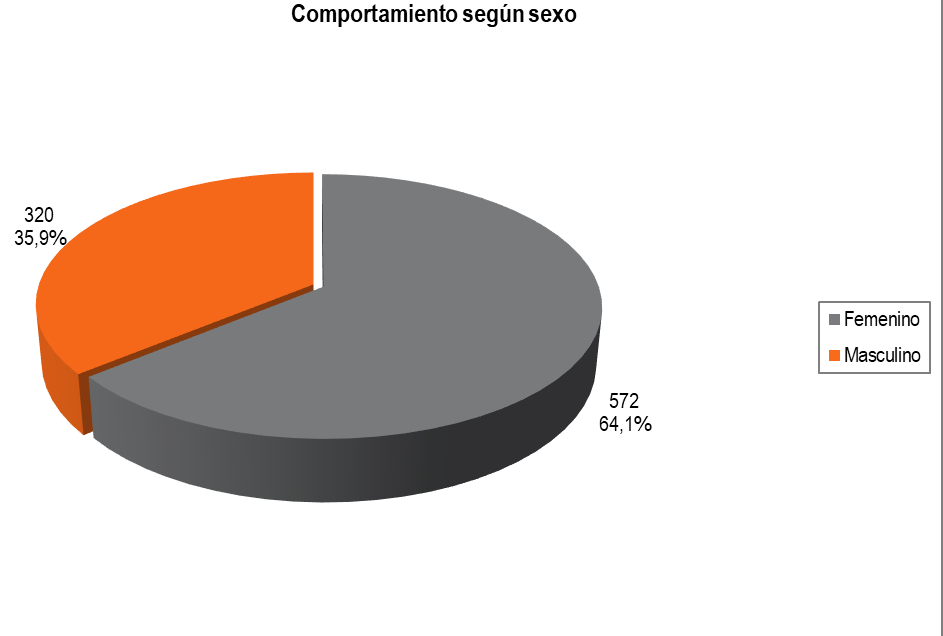 Comportamiento según sexo
320
35,9%
572
64,1%
Femenino
Masculino